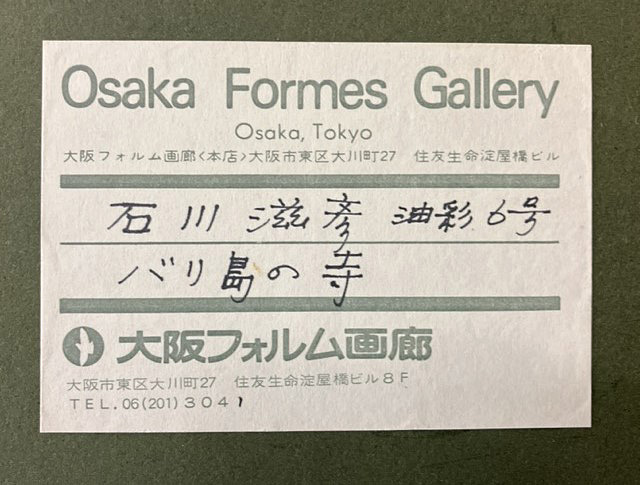 Osaka Formes Gallery
Osaka, Tokyo
大阪フォルム画廊〈本店〉大阪市東区大川町27 住友生命淀屋橋ビル
石川 滋彦 油彩 6号
バリ島の寺
大阪フォルム画廊
大阪市東区大川町27 住友生命淀屋橋ビル8F
TEL. 06(201)3041